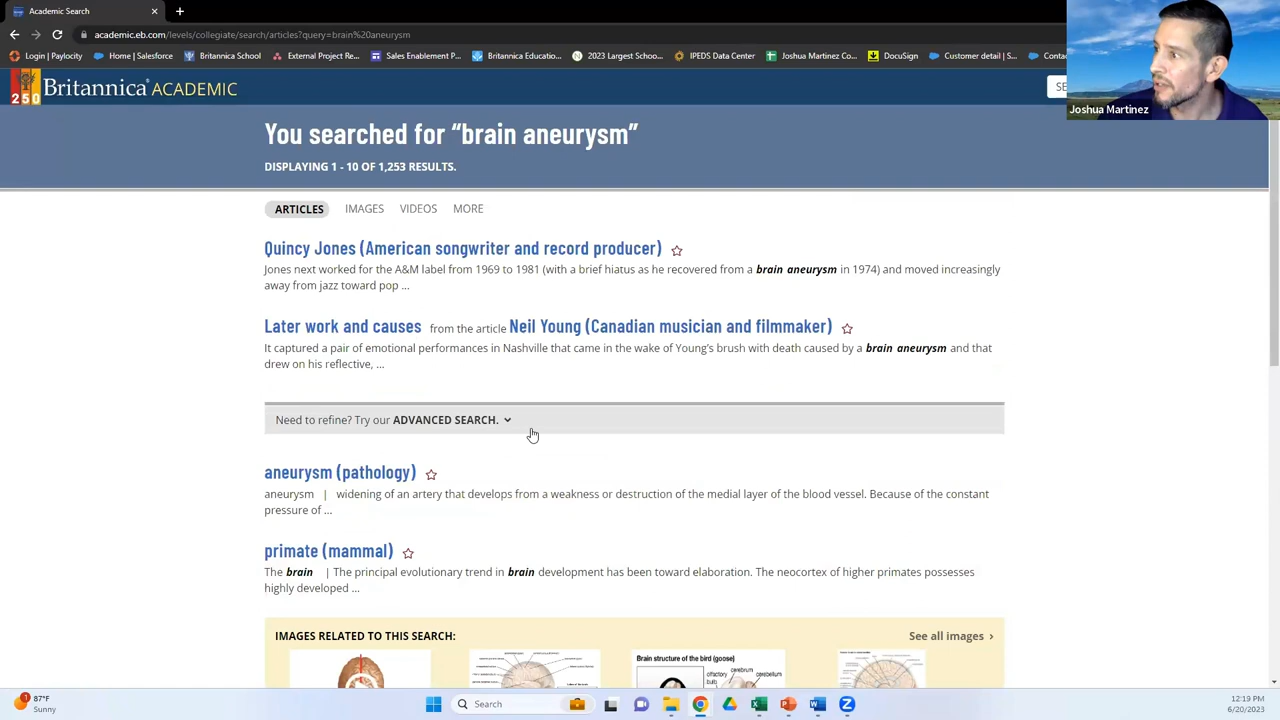 Academic Search
academic.eb.com/levels/collegiate/search/articles?query=brain%20aneurysm
Login | Paylocity
Home | Salesforce
Britannica School
External Project Re...
Sales Enablement P...
Britannica Educatio...
2023 Largest Schoo...
IPEDS Data Center
Joshua Martinez Co...
DocuSign
Customer detail | S...
Conta
Britannica ACADEMIC
250
SE
Joshua Martinez
You searched for “brain aneurysm”
DISPLAYING 1 - 10 OF 1,253 RESULTS.
ARTICLES IMAGES VIDEOS MORE
Quincy Jones (American songwriter and record producer)
Jones next worked for the A&M label from 1969 to 1981 (with a brief hiatus as he recovered from a brain aneurysm in 1974) and moved increasingly
away from jazz toward pop ...
Later work and causes from the article Neil Young (Canadian musician and filmmaker)
It captured a pair of emotional performances in Nashville that came in the wake of Young's brush with death caused by a brain aneurysm and that
drew on his reflective, ...
Need to refine? Try our ADVANCED SEARCH.
aneurysm (pathology)
aneurysm | widening of an artery that develops from a weakness or destruction of the medial layer of the blood vessel. Because of the constant
pressure of ...
primate (mammal)
The brain | The principal evolutionary trend in brain development has been toward elaboration. The neocortex of higher primates possesses
highly developed ...
IMAGES RELATED TO THIS SEARCH:
See all images ›
Brain structure of the bird (goose)
olfactory bulb
cerebrum
cerebellum
87°F
Sunny
Search
12:19 PM
6/20/2023